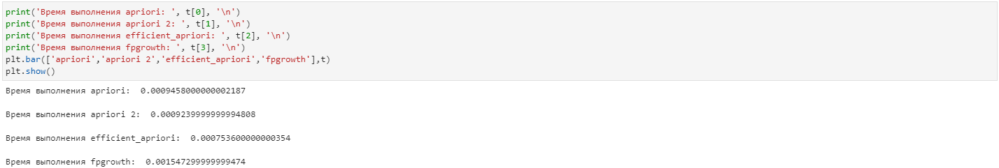 print('Время выполнения apriori: ', t[0], '\n')
print('Время выполнения apriori 2: ', t[1], '\n')
print('Время выполнения efficient_apriori: ', t[2], '\n')
print('Время выполнения fpgrowth: ', t[3], '\n')
plt.bar(['apriori','apriori 2','efficient_apriori','fpgrowth'],t)
plt.show()
Время выполнения apriori:  0.0009458000000002187
Время выполнения apriori 2:  0.0009239999999994808
Время выполнения efficient_apriori:  0.000753600000000354
Время выполнения fpgrowth:  0.001547299999999474